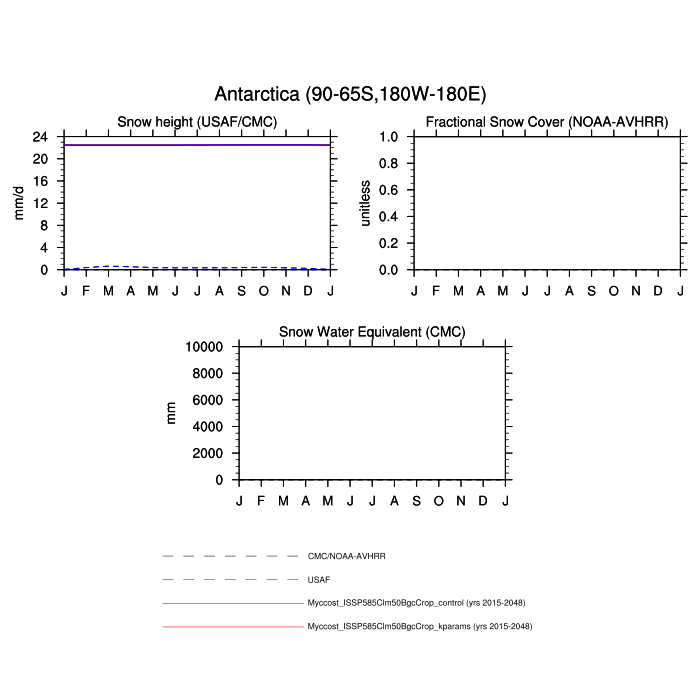 Antarctica (90-65S,180W-180E)
Snow height (USAF/CMC)
24
20
16
12
8
4
0
mm/d
J F M A M J J A S O N D J
Fractional Snow Cover (NOAA-AVHRR)
1.0
0.8
0.6
0.4
0.2
0.0
unitless
J F M A M J J A S O N D J
Snow Water Equivalent (CMC)
10000
8000
6000
4000
2000
0
mm
J F M A M J J A S O N D J
CMC/NOAA-AVHRR
USAF
Myccost_ISSP585Clm50BgcCrop_control (yrs 2015-2048)
Myccost_ISSP585Clm50BgcCrop_kparams (yrs 2015-2048)